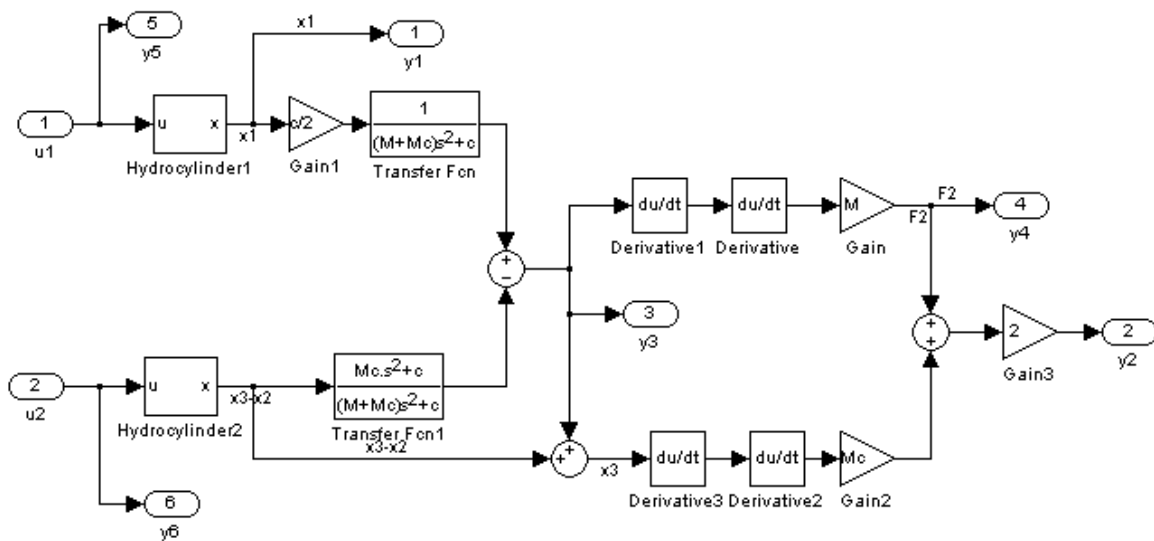 5
y5
x1
1
y1
1
u1
u
x
Hydrocylinder1
x1
c/2
Gain1
1
(M+Mc)s²+c
Transfer Fcn
+
−
du/dt
Derivative1
du/dt
Derivative
M
Gain
F2
F2
4
y4
3
y3
+
+
2
Gain3
2
y2
2
u2
u
x
Hydrocylinder2
x3-x2
Mc.s²+c
(M+Mc)s²+c
Transfer Fcn1
x3-x2
+
+
x3
du/dt
Derivative3
du/dt
Derivative2
Mc
Gain2
6
y6